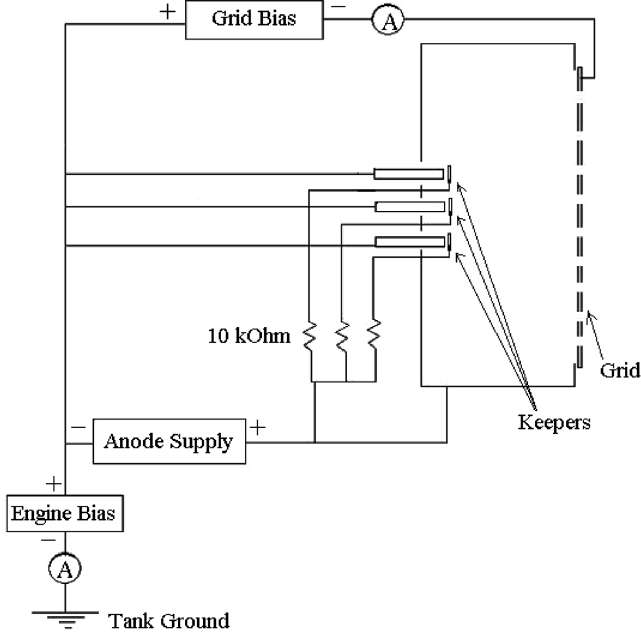 + Grid Bias − A
10 kOhm
Grid
Keepers
− Anode Supply +
+
Engine Bias
−
A
Tank Ground